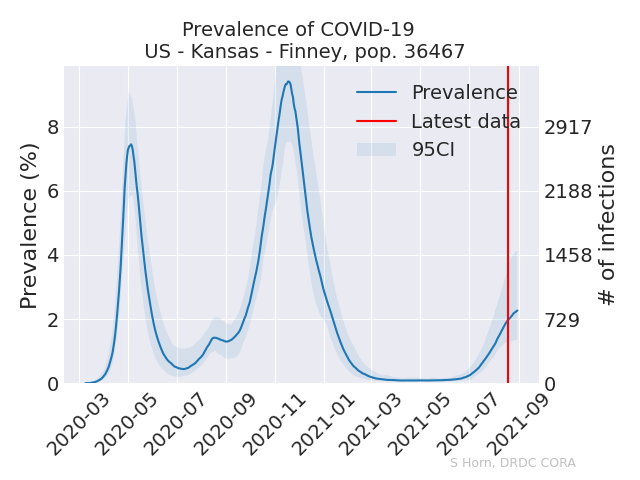 Prevalence of COVID-19
US - Kansas - Finney, pop. 36467
Prevalence
Latest data
95CI
Prevalence (%)
8
6
4
2
0
2917
2188
1458
729
0
# of infections
2020-03
2020-05
2020-07
2020-09
2020-11
2021-01
2021-03
2021-05
2021-07
2021-09
S Horn, DRDC CORA